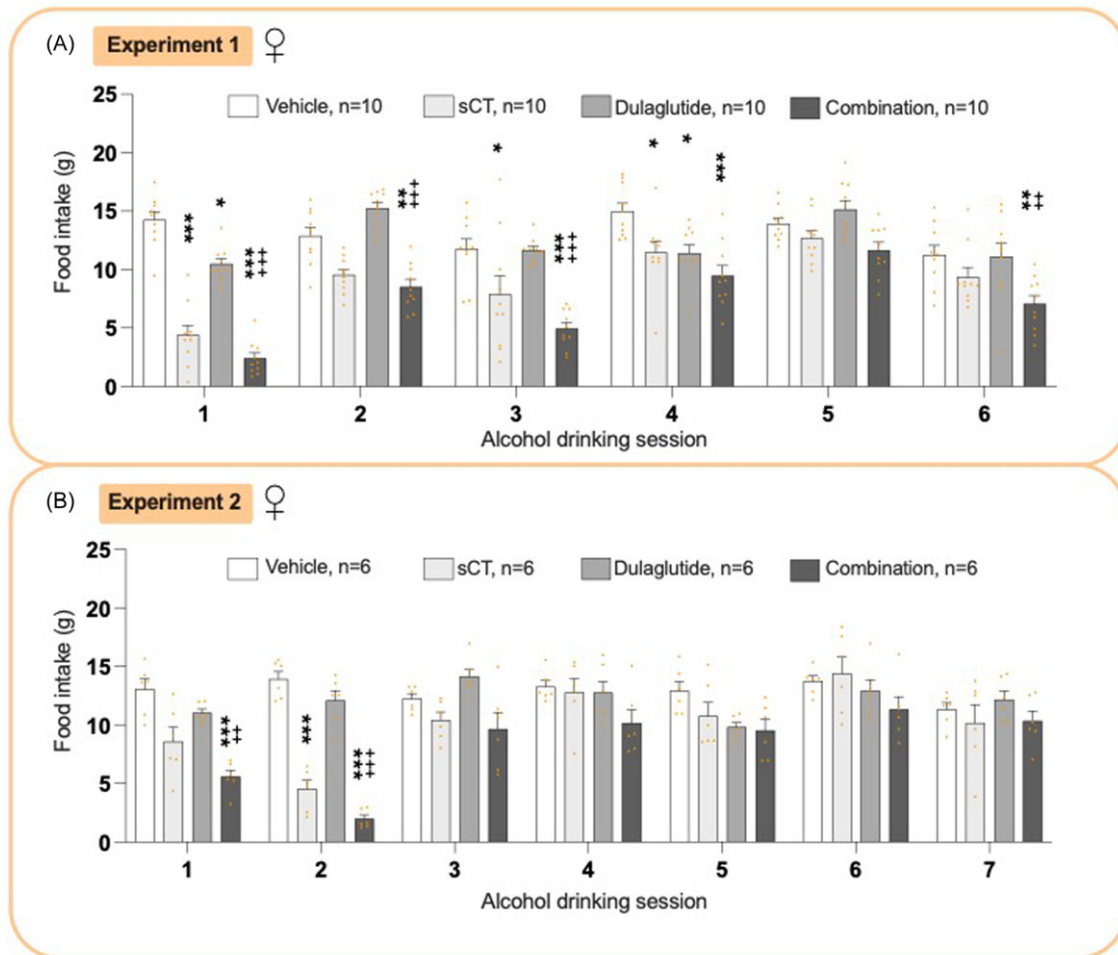 (A) Experiment 1 ♀
25
Vehicle, n=10 sCT, n=10 Dulaglutide, n=10 Combination, n=10
20
15
10
5
0
Food intake (g)
*** * *** ‡‡‡ ** ‡‡‡ * *** ‡‡‡ * * *** ** ‡‡
1 2 3 4 5 6
Alcohol drinking session
(B) Experiment 2 ♀
25
Vehicle, n=6 sCT, n=6 Dulaglutide, n=6 Combination, n=6
20
15
10
5
0
Food intake (g)
*** ‡‡ *** *** ‡‡‡
1 2 3 4 5 6 7
Alcohol drinking session